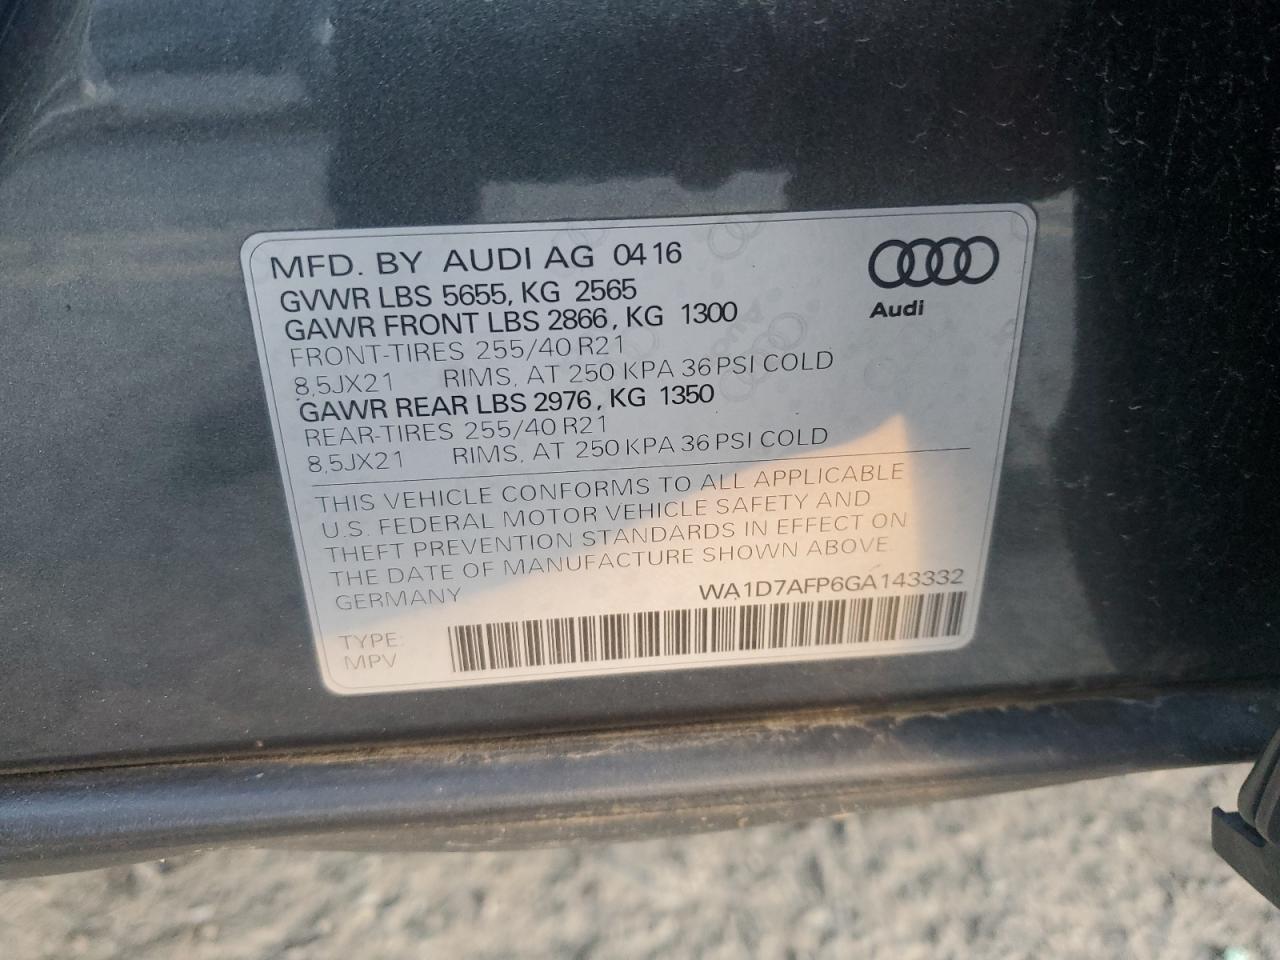 MFD. BY AUDI AG 0416
GVWR LBS 5655, KG 2565
GAWR FRONT LBS 2866, KG 1300
FRONT-TIRES 255/40 R21
8,5JX21 RIMS, AT 250 KPA 36 PSI COLD
GAWR REAR LBS 2976, KG 1350
REAR-TIRES 255/40 R21
8,5JX21 RIMS, AT 250 KPA 36 PSI COLD
Audi
THIS VEHICLE CONFORMS TO ALL APPLICABLE
U.S. FEDERAL MOTOR VEHICLE SAFETY AND
THEFT PREVENTION STANDARDS IN EFFECT ON
THE DATE OF MANUFACTURE SHOWN ABOVE.
GERMANY WA1D7AFP6GA143332
TYPE:
MPV